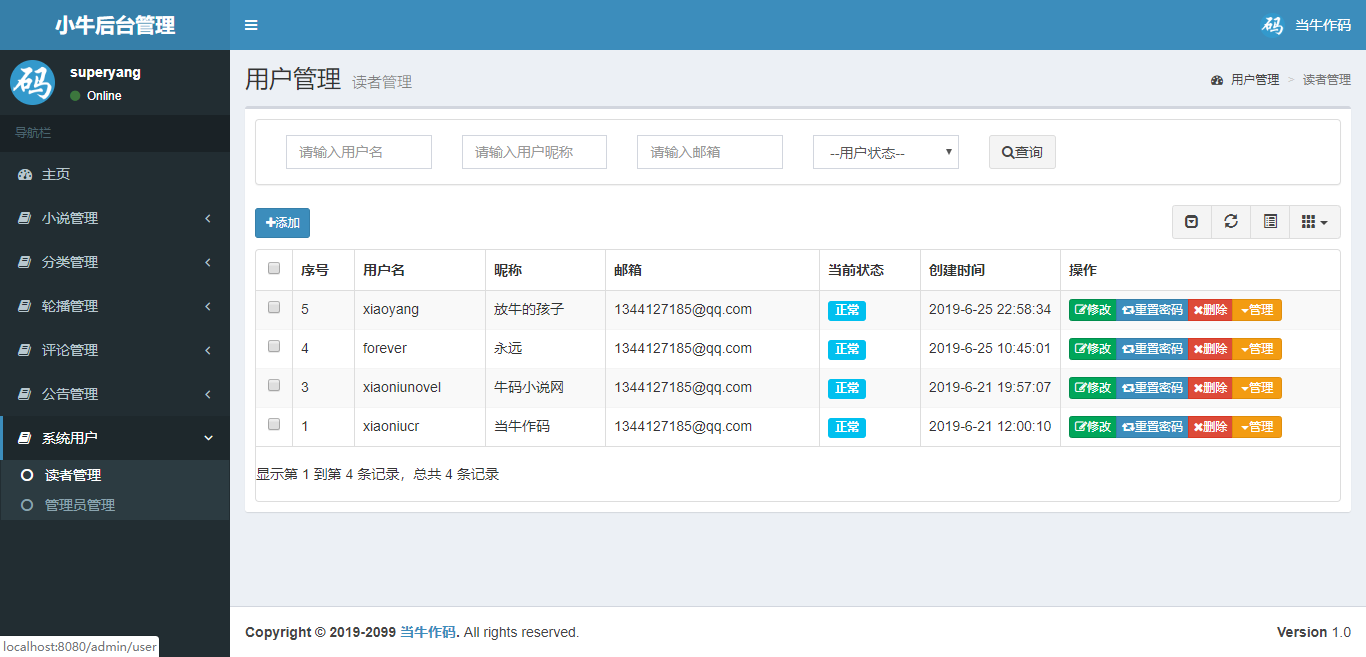 小牛后台管理
码 当牛作码
码 superyang
Online
导航栏
主页
小说管理
分类管理
轮播管理
评论管理
公告管理
系统用户
读者管理
管理员管理
用户管理 读者管理
用户管理 > 读者管理
请输入用户名 请输入用户昵称 请输入邮箱 --用户状态-- 查询
添加
序号 用户名 昵称 邮箱 当前状态 创建时间 操作
5 xiaoyang 放牛的孩子 1344127185@qq.com 正常 2019-6-25 22:58:34 修改 重置密码 删除 管理
4 forever 永远 1344127185@qq.com 正常 2019-6-25 10:45:01 修改 重置密码 删除 管理
3 xiaoniunovel 牛码小说网 1344127185@qq.com 正常 2019-6-21 19:57:07 修改 重置密码 删除 管理
1 xiaoniucr 当牛作码 1344127185@qq.com 正常 2019-6-21 12:00:10 修改 重置密码 删除 管理
显示第 1 到第 4 条记录，总共 4 条记录
Copyright © 2019-2099 当牛作码. All rights reserved.
Version 1.0
localhost:8080/admin/user